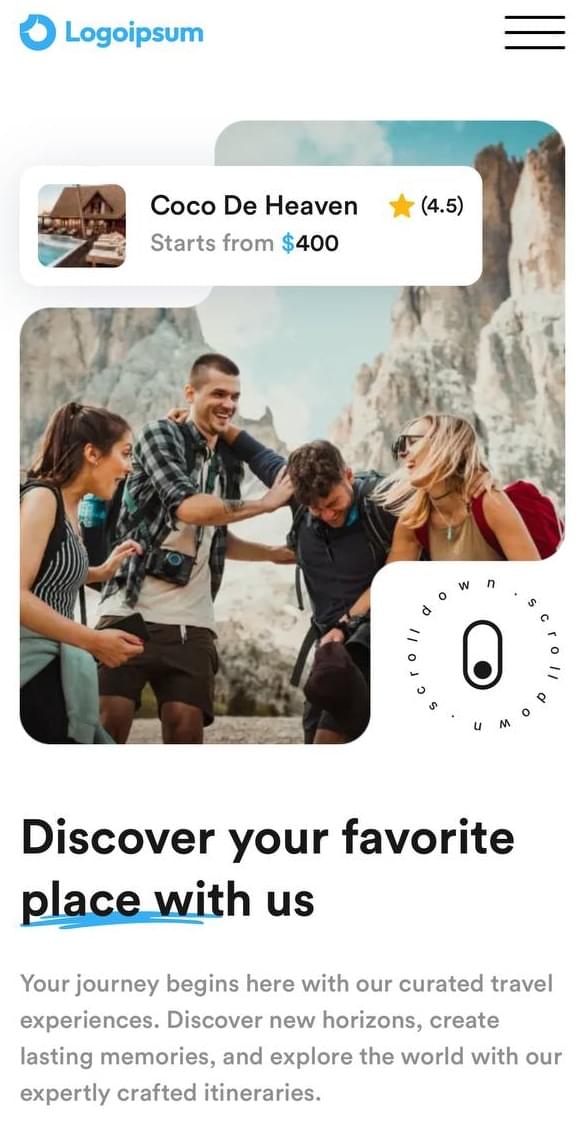 Logoipsum
Coco De Heaven
(4.5)
Starts from $400
scroll down . scroll down .
Discover your favorite
place with us
Your journey begins here with our curated travel
experiences. Discover new horizons, create
lasting memories, and explore the world with our
expertly crafted itineraries.